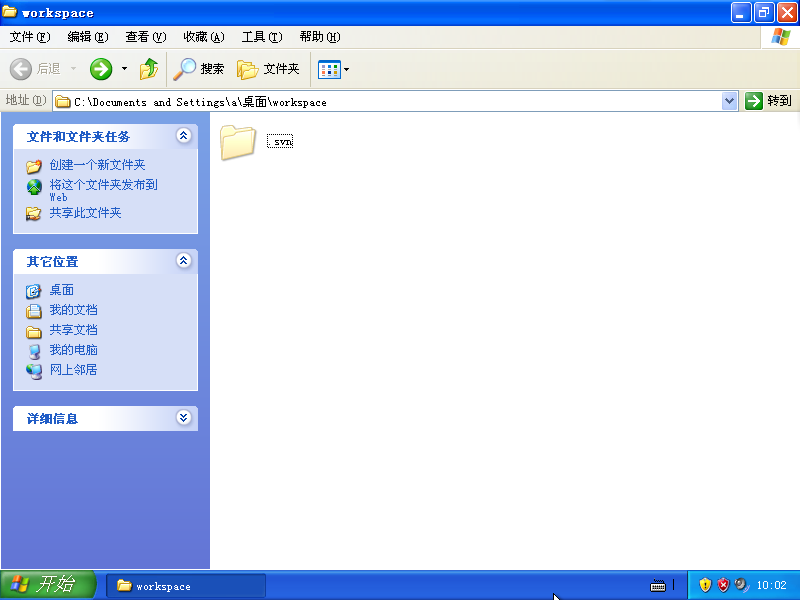 workspace
文件(F) 编辑(E) 查看(V) 收藏(A) 工具(T) 帮助(H)
后退 搜索 文件夹
地址(D) C:\Documents and Settings\a\桌面\workspace 转到
文件和文件夹任务
创建一个新文件夹
将这个文件夹发布到
Web
共享此文件夹
其它位置
桌面
我的文档
共享文档
我的电脑
网上邻居
详细信息
.svn
开始 workspace 10:02